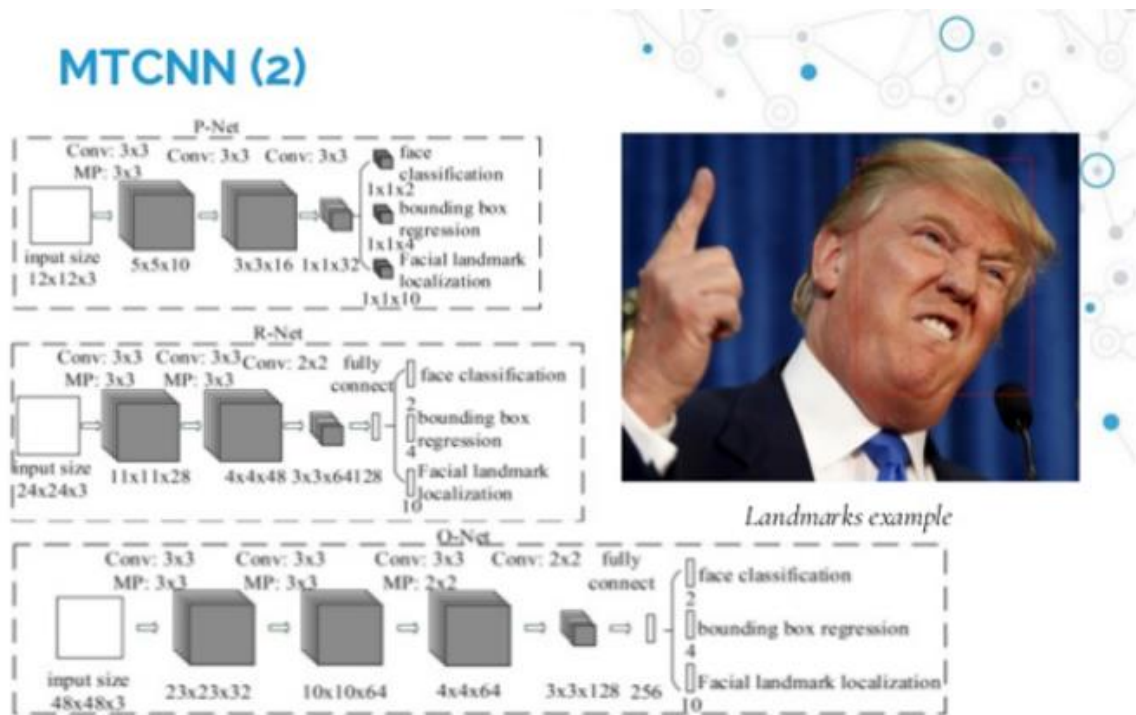 MTCNN (2)
P-Net
Conv: 3x3 Conv: 3x3 Conv: 3x3
MP: 3x3
face
classification
1x1x2
bounding box
regression
1x1x4
Facial landmark
localization
1x1x10
input size
12x12x3
5x5x10
3x3x16
1x1x32
R-Net
Conv: 3x3 Conv: 3x3 Conv: 2x2 fully
MP: 3x3 MP: 3x3 connect
face classification
2
bounding box
regression
4
Facial landmark
localization
10
input size
24x24x3
11x11x28
4x4x48
3x3x64
128
Landmarks example
O-Net
Conv: 3x3 Conv: 3x3 Conv: 3x3 Conv: 2x2 fully
MP: 3x3 MP: 3x3 MP: 2x2 connect
face classification
2
bounding box regression
4
Facial landmark localization
10
input size
48x48x3
23x23x32
10x10x64
4x4x64
3x3x128
256